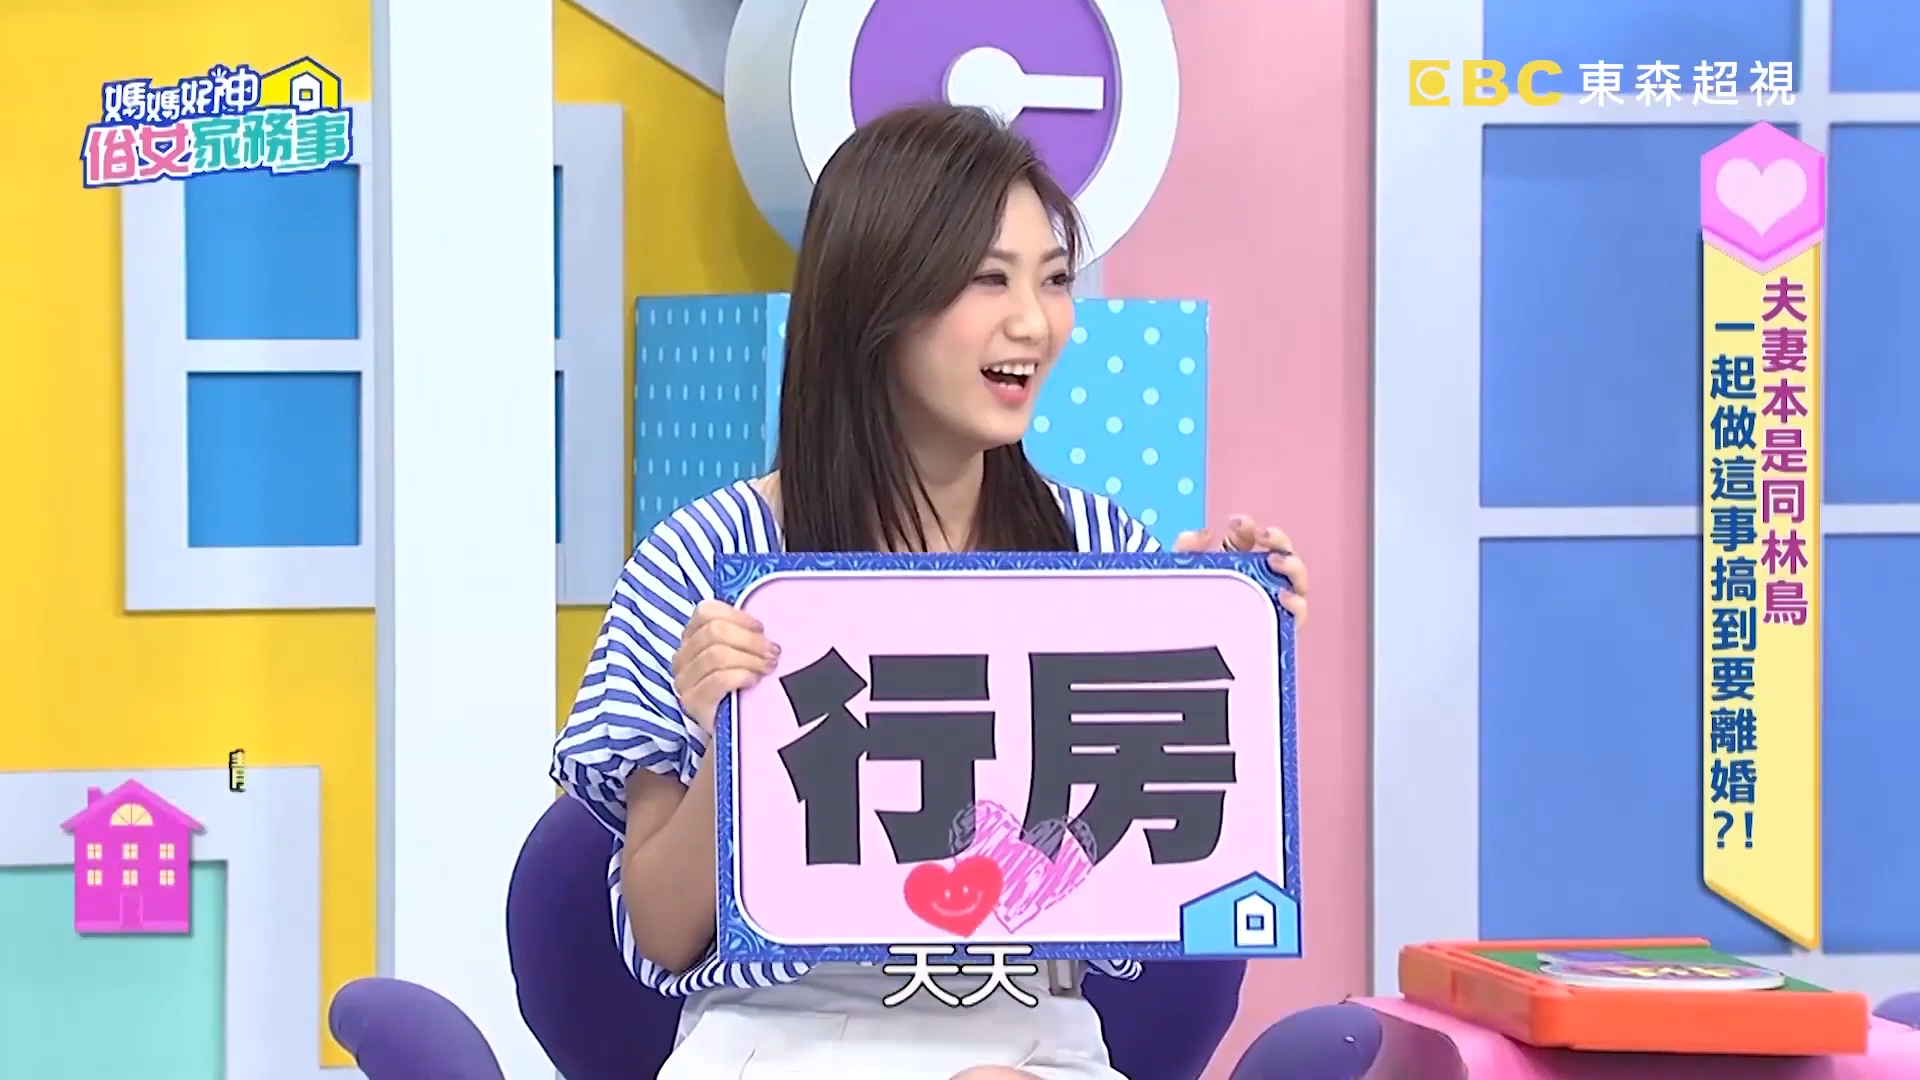 媽媽好神
俗女家務事
EBC 東森超視
夫妻本是同林鳥
一起做這事搞到要離婚?!
行房
天天